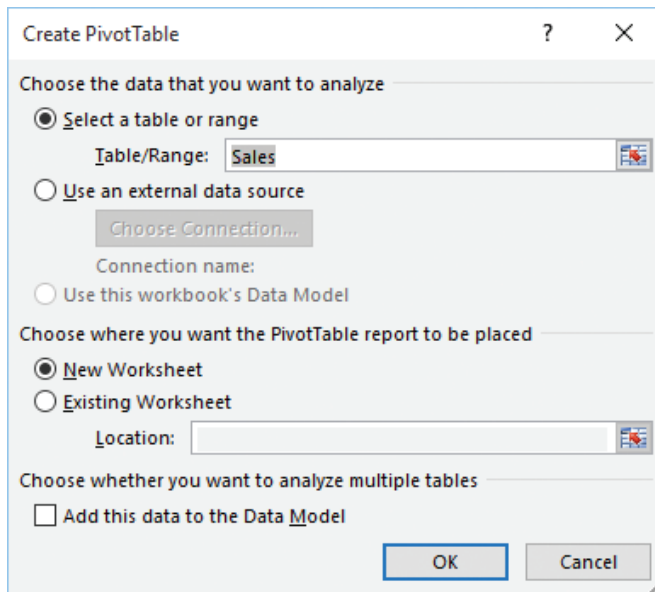 Create PivotTable ?
Choose the data that you want to analyze
Select a table or range
Table/Range: Sales
Use an external data source
Choose Connection...
Connection name:
Use this workbook's Data Model
Choose where you want the PivotTable report to be placed
New Worksheet
Existing Worksheet
Location:
Choose whether you want to analyze multiple tables
Add this data to the Data Model
OK Cancel